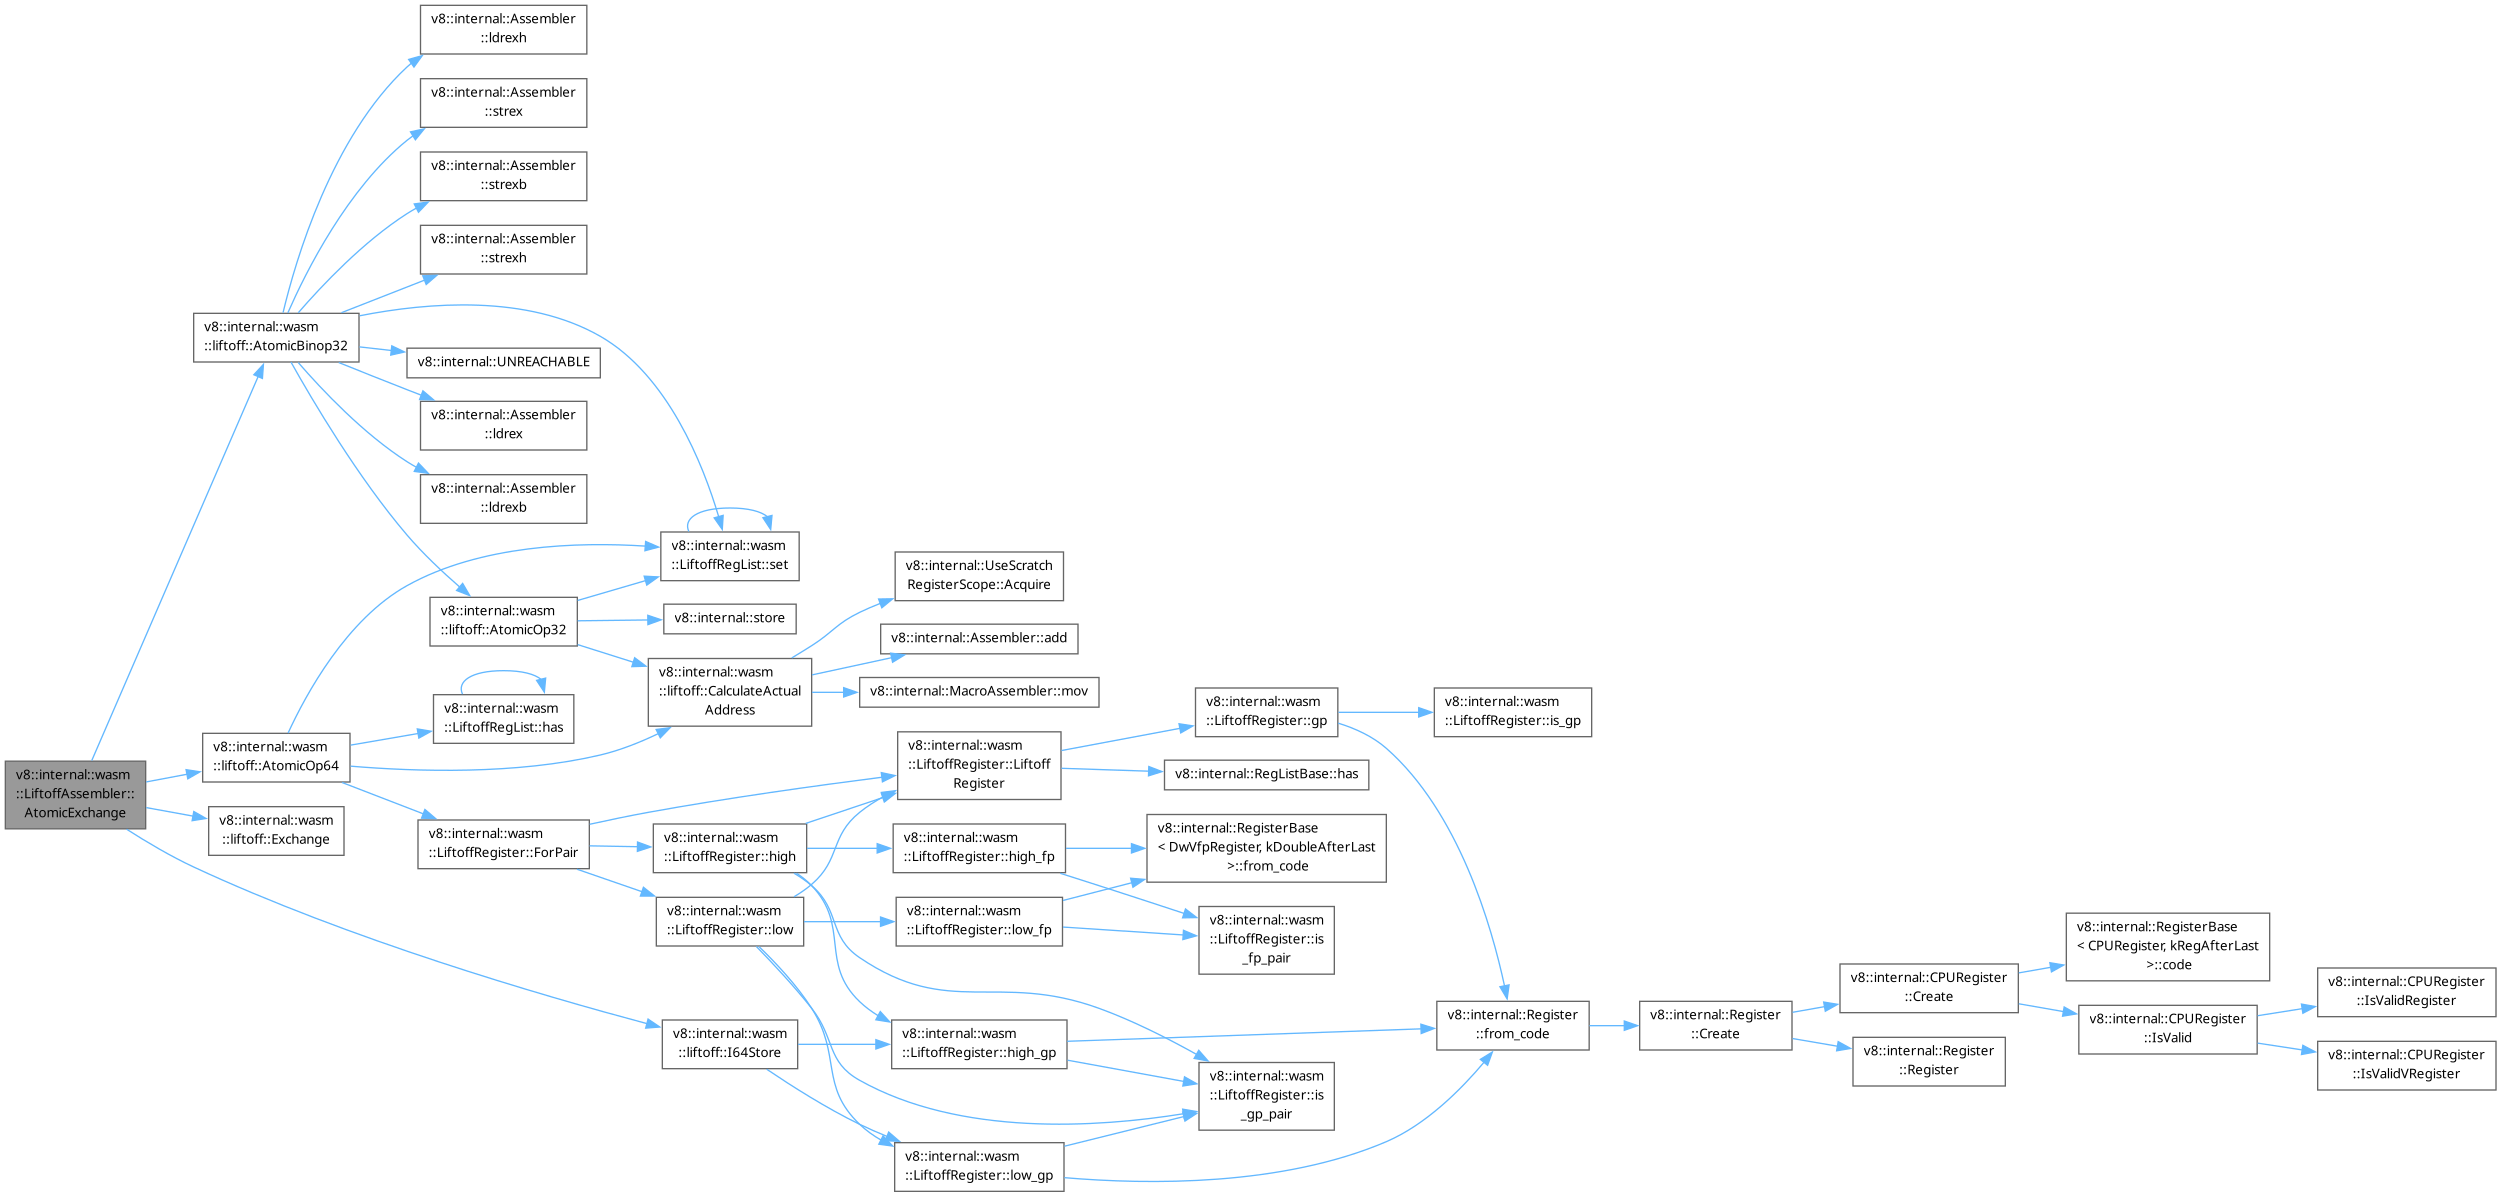 v8::internal::Assembler
::ldrexh
v8::internal::Assembler
::strex
v8::internal::Assembler
::strexb
v8::internal::Assembler
::strexh
v8::internal::wasm
::liftoff::AtomicBinop32
v8::internal::UNREACHABLE
v8::internal::Assembler
::ldrex
v8::internal::Assembler
::ldrexb
v8::internal::wasm
::LiftoffRegList::set
v8::internal::UseScratch
RegisterScope::Acquire
v8::internal::wasm
::liftoff::AtomicOp32
v8::internal::store
v8::internal::Assembler::add
v8::internal::wasm
::liftoff::CalculateActual
Address
v8::internal::MacroAssembler::mov
v8::internal::wasm
::LiftoffRegList::has
v8::internal::wasm
::LiftoffRegister::gp
v8::internal::wasm
::LiftoffRegister::is_gp
v8::internal::wasm
::liftoff::AtomicOp64
v8::internal::wasm
::LiftoffRegister::Liftoff
Register
v8::internal::RegListBase::has
v8::internal::wasm
::LiftoffAssembler::
AtomicExchange
v8::internal::wasm
::liftoff::Exchange
v8::internal::wasm
::LiftoffRegister::ForPair
v8::internal::wasm
::LiftoffRegister::high
v8::internal::wasm
::LiftoffRegister::high_fp
v8::internal::RegisterBase
< DwVfpRegister, kDoubleAfterLast
>::from_code
v8::internal::wasm
::LiftoffRegister::low
v8::internal::wasm
::LiftoffRegister::low_fp
v8::internal::wasm
::LiftoffRegister::is
_fp_pair
v8::internal::RegisterBase
< CPURegister, kRegAfterLast
>::code
v8::internal::CPURegister
::Create
v8::internal::CPURegister
::IsValidRegister
v8::internal::wasm
::liftoff::I64Store
v8::internal::wasm
::LiftoffRegister::high_gp
v8::internal::Register
::from_code
v8::internal::Register
::Create
v8::internal::CPURegister
::IsValid
v8::internal::Register
::Register
v8::internal::CPURegister
::IsValidVRegister
v8::internal::wasm
::LiftoffRegister::is
_gp_pair
v8::internal::wasm
::LiftoffRegister::low_gp